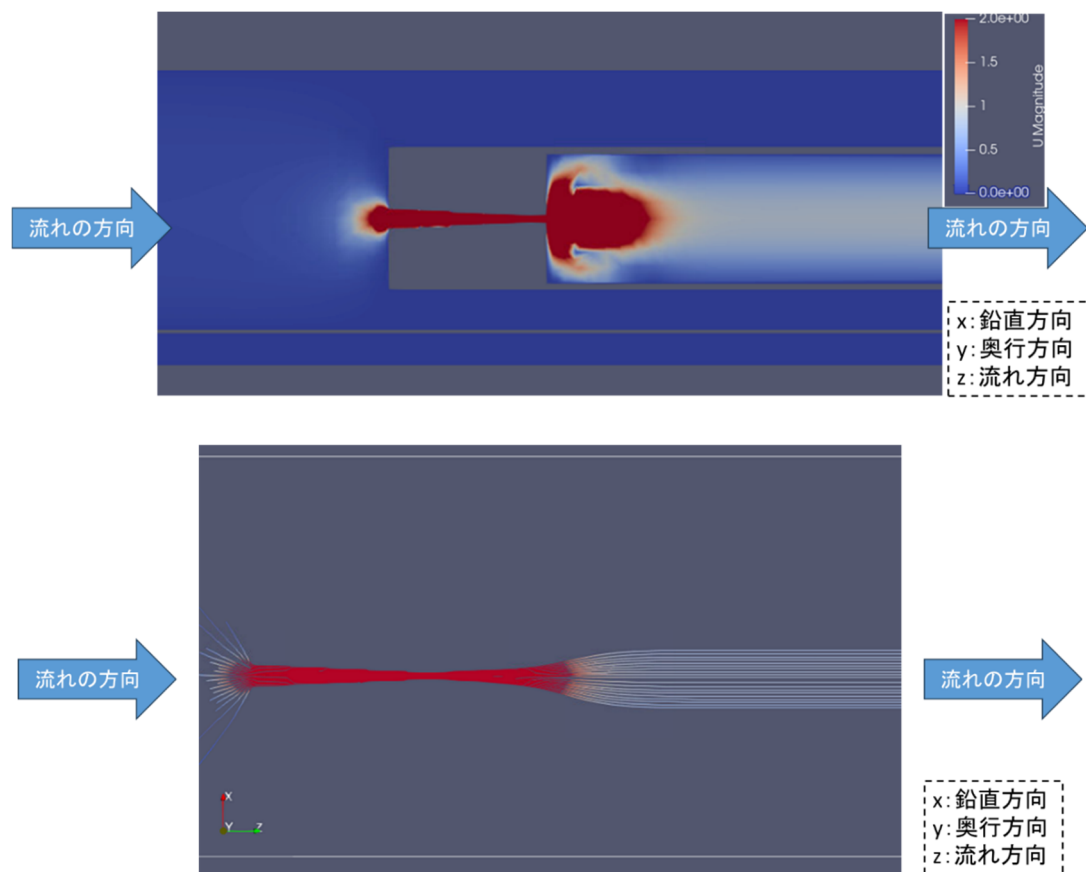 2.0e+00
1.5
1
0.5
0.0e+00
U Magnitude
流れの方向
流れの方向
x:鉛直方向
y:奥行方向
z:流れ方向
流れの方向
流れの方向
X
Y
Z
x:鉛直方向
y:奥行方向
z:流れ方向